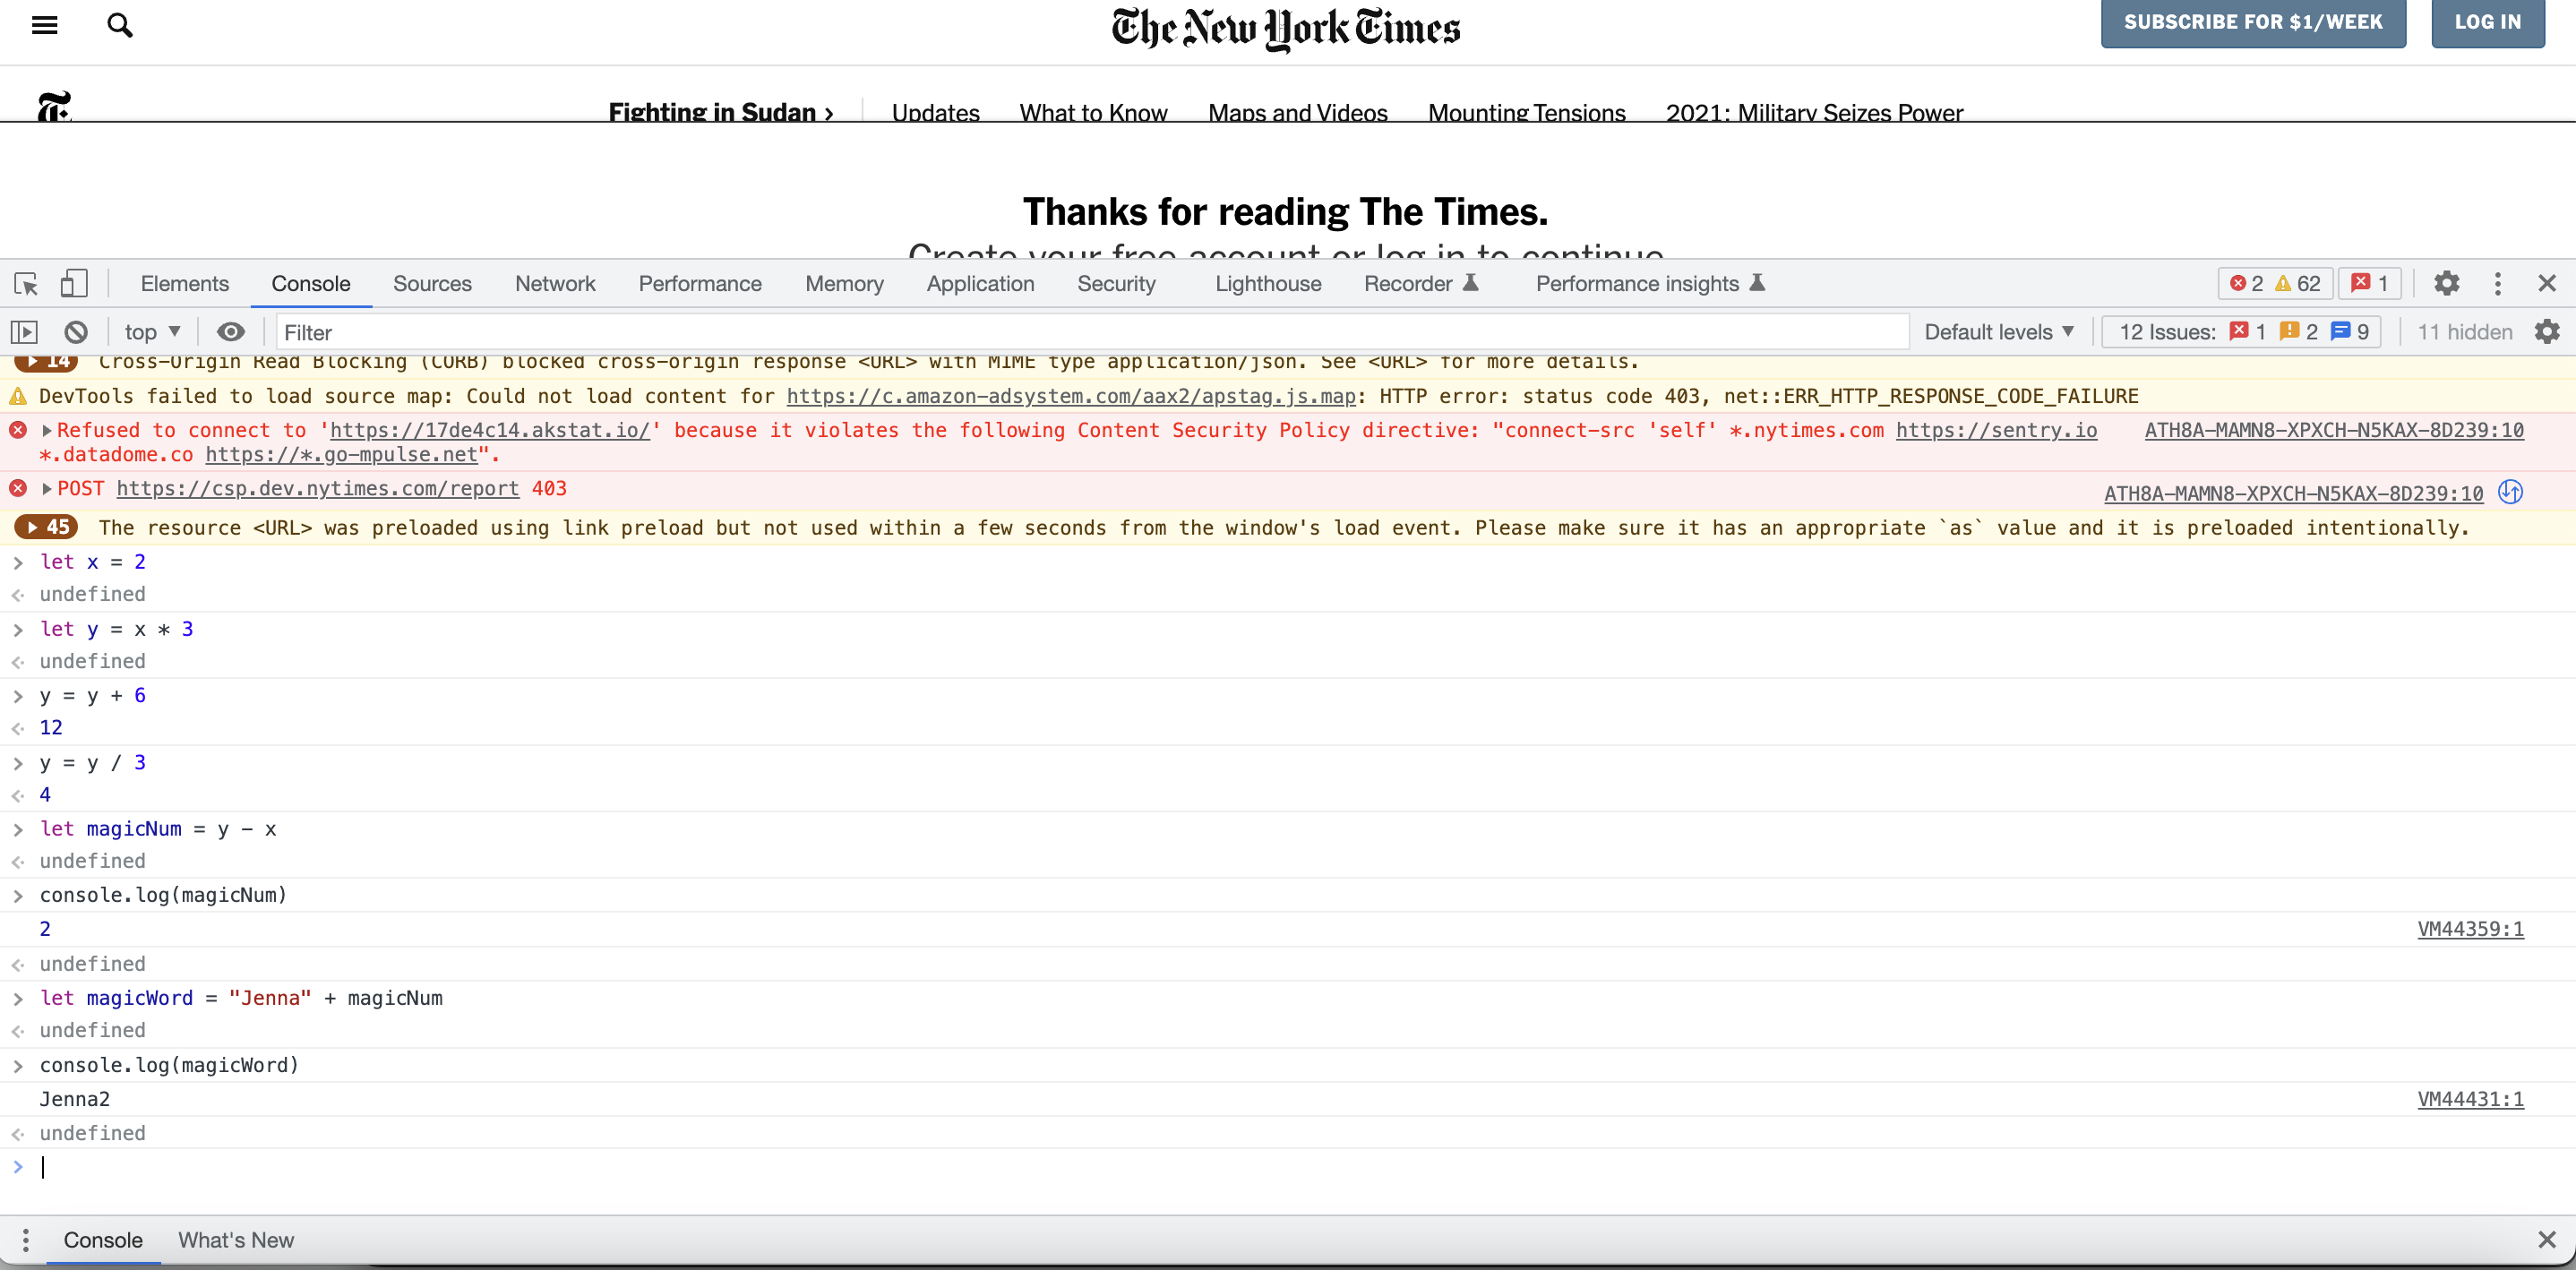 The New York Times
SUBSCRIBE FOR $1/WEEK
LOG IN
Fighting in Sudan ›
Updates
What to Know
Maps and Videos
Mounting Tensions
2021: Military Seizes Power
Thanks for reading The Times.
Create your free account or log in to continue
Elements
Console
Sources
Network
Performance
Memory
Application
Security
Lighthouse
Recorder
Performance insights
2
62
1
top
Filter
Default levels
12 Issues: 1 2 9
11 hidden
14 Cross-Origin Read Blocking (CORB) blocked cross-origin response <URL> with MIME type application/json. See <URL> for more details.
DevTools failed to load source map: Could not load content for https://c.amazon-adsystem.com/aax2/apstag.js.map: HTTP error: status code 403, net::ERR_HTTP_RESPONSE_CODE_FAILURE
Refused to connect to 'https://17de4c14.akstat.io/' because it violates the following Content Security Policy directive: "connect-src 'self' *.nytimes.com https://sentry.io
ATH8A-MAMN8-XPXCH-N5KAX-8D239:10
*.datadome.co https://*.go-mpulse.net".
POST https://csp.dev.nytimes.com/report 403
ATH8A-MAMN8-XPXCH-N5KAX-8D239:10
45 The resource <URL> was preloaded using link preload but not used within a few seconds from the window's load event. Please make sure it has an appropriate `as` value and it is preloaded intentionally.
let x = 2
undefined
let y = x * 3
undefined
y = y + 6
12
y = y / 3
4
let magicNum = y - x
undefined
console.log(magicNum)
2
VM44359:1
undefined
let magicWord = "Jenna" + magicNum
undefined
console.log(magicWord)
Jenna2
VM44431:1
undefined
Console
What's New